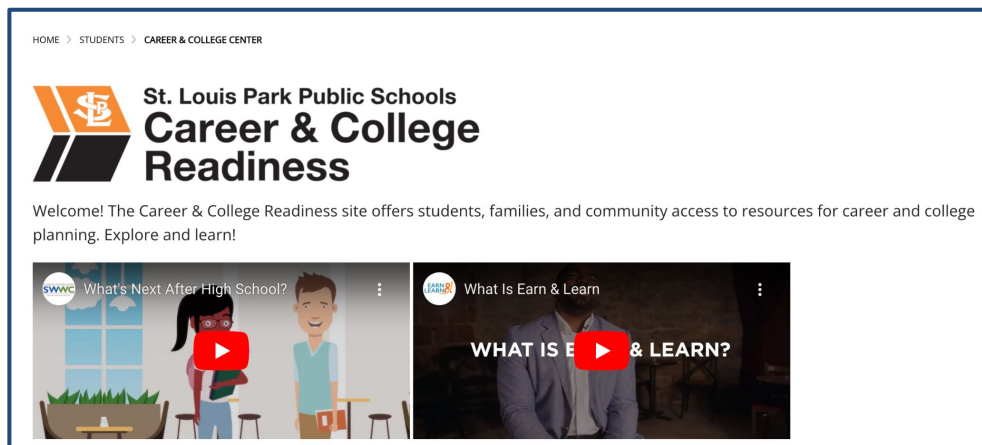 HOME > STUDENTS > CAREER & COLLEGE CENTER
SLP
St. Louis Park Public Schools
Career & College
Readiness
Welcome! The Career & College Readiness site offers students, families, and community access to resources for career and college
planning. Explore and learn!
SWWC What's Next After High School?
EARN & LEARN What Is Earn & Learn
WHAT IS E & LEARN?